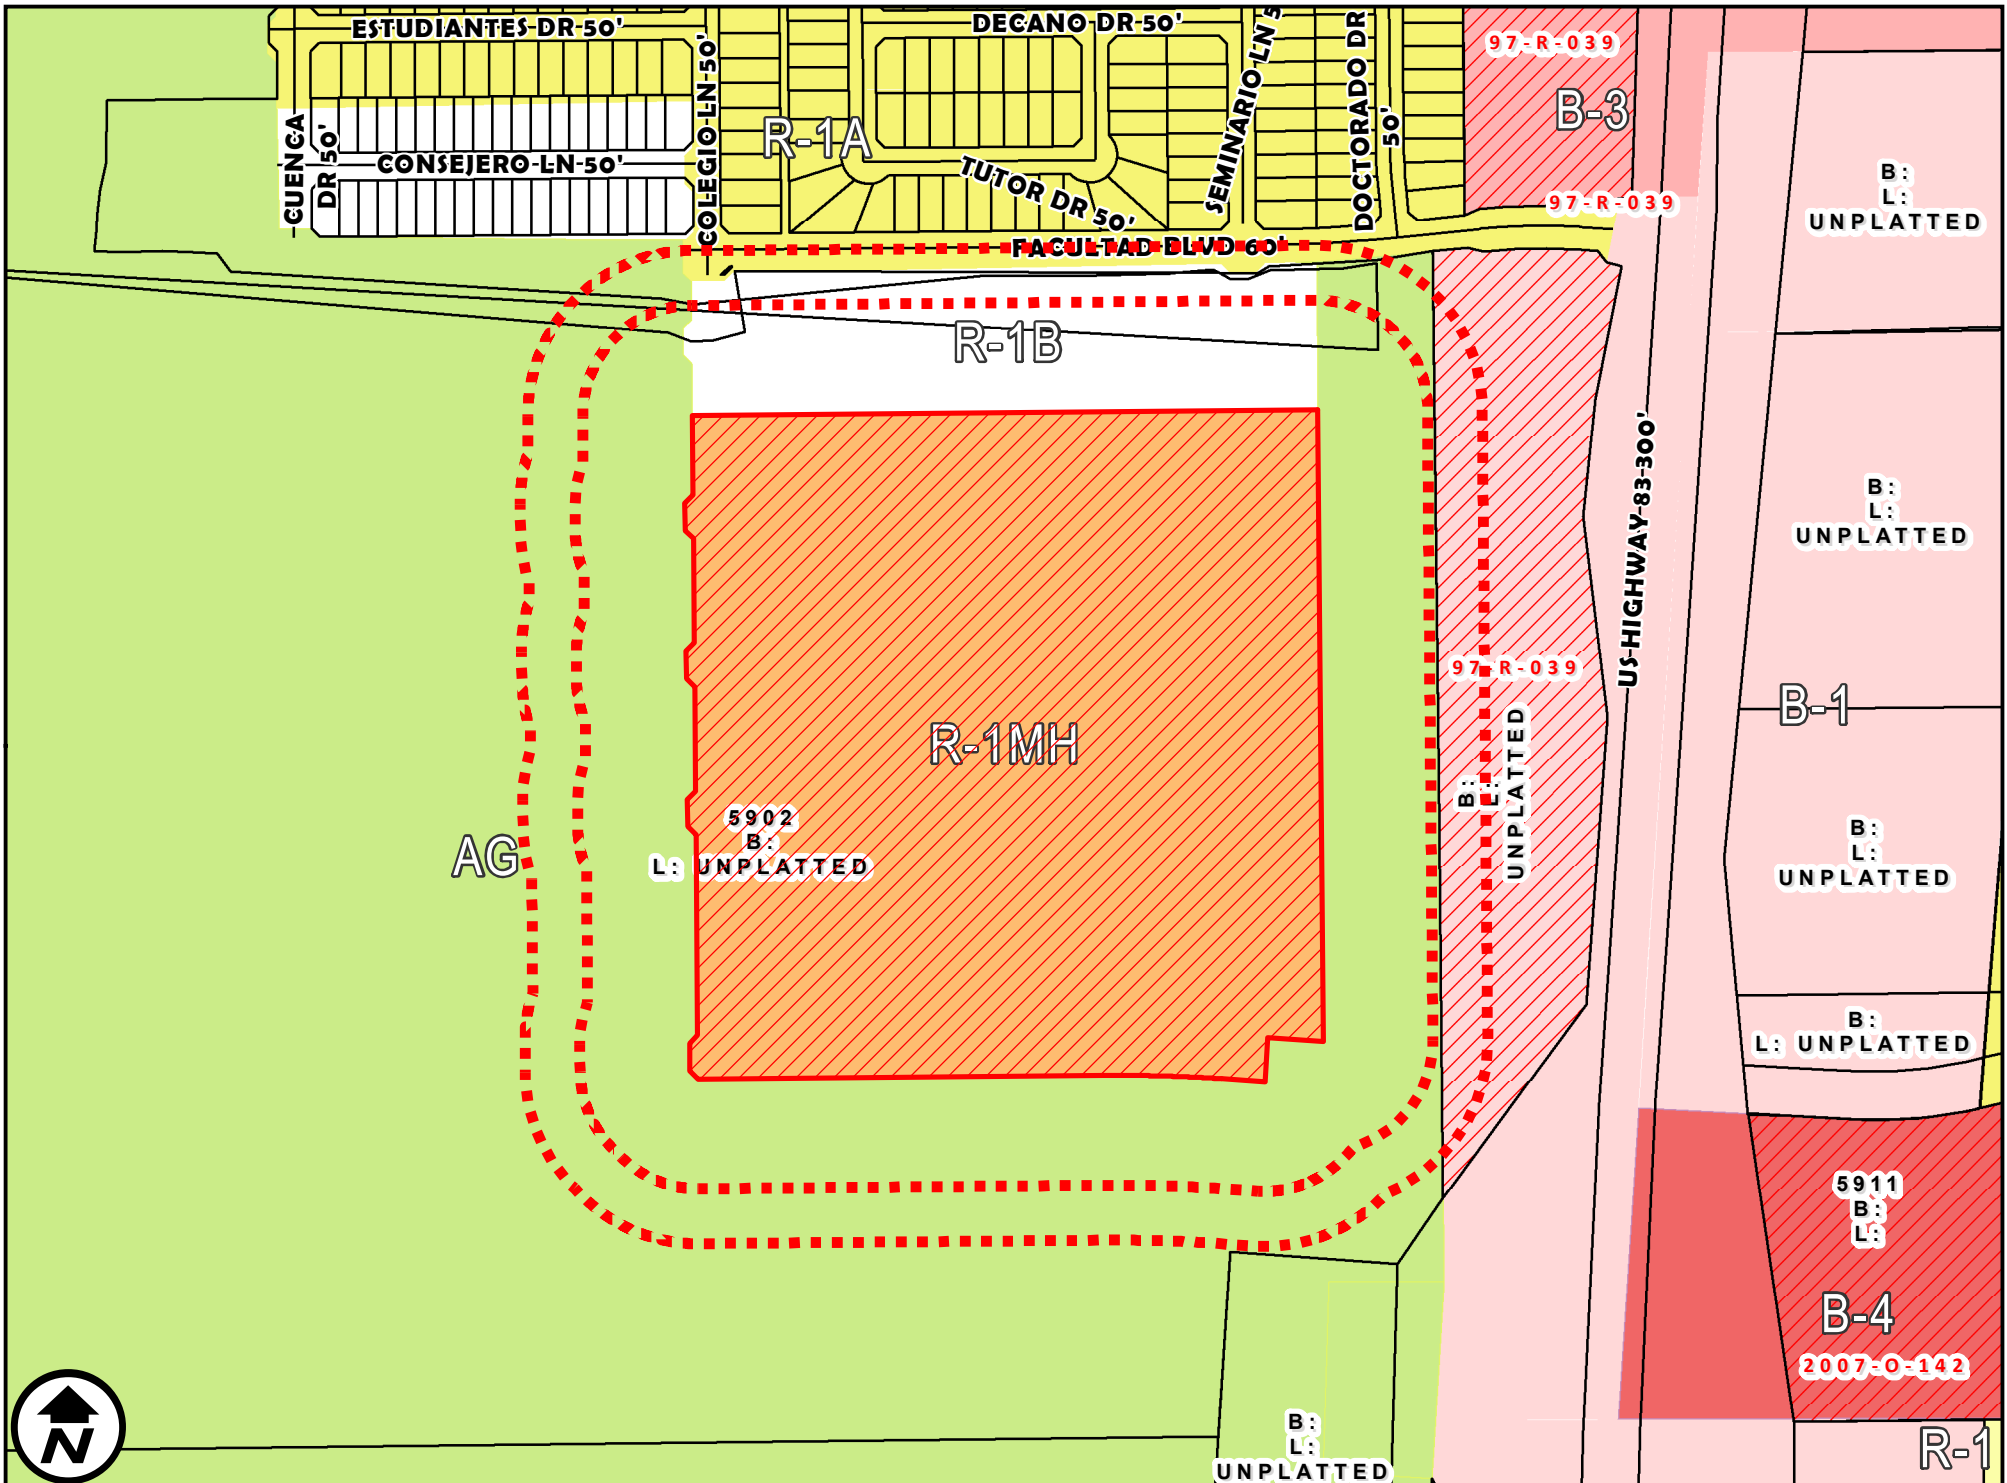 ESTUDIANTES DR 50'
DECANO DR 50'
97-R-039
B-3
CUENCA
DR 50'
CONSEJERO LN 50'
COLEGIO LN 50'
R-1A
TUTOR DR 50'
SEMINARIO LN 5
DOCTORADO DR
50'
97-R-039
B:
L:
UNPLATTED
FACULTAD BLVD 60'
R-1B
US HIGHWAY 83 300'
B:
L:
UNPLATTED
97-R-039
B:
L:
UNPLATTED
B-1
R-1MH
5902
B:
L: UNPLATTED
AG
B:
L:
UNPLATTED
B:
L: UNPLATTED
5911
B:
L:
B-4
2007-O-142
N
B:
L:
UNPLATTED
R-1